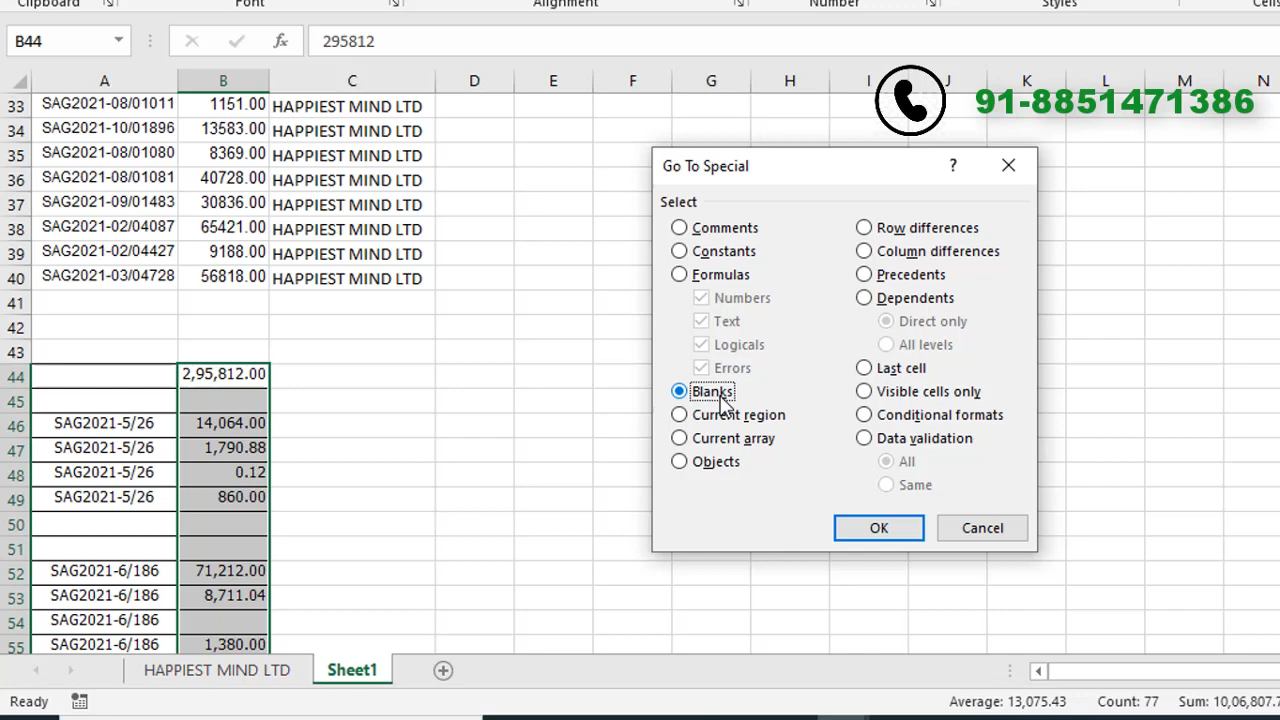 Clipboard Font Alignment Number Styles Cells
B44 fx 295812
91-8851471386
A B C D E F G H I J K L M N
33 SAG2021-08/01011 1151.00 HAPPIEST MIND LTD
34 SAG2021-10/01896 13583.00 HAPPIEST MIND LTD
35 SAG2021-08/01080 8369.00 HAPPIEST MIND LTD
36 SAG2021-08/01081 40728.00 HAPPIEST MIND LTD
37 SAG2021-09/01483 30836.00 HAPPIEST MIND LTD
38 SAG2021-02/04087 65421.00 HAPPIEST MIND LTD
39 SAG2021-02/04427 9188.00 HAPPIEST MIND LTD
40 SAG2021-03/04728 56818.00 HAPPIEST MIND LTD
41
42
43
44 2,95,812.00
45
46 SAG2021-5/26 14,064.00
47 SAG2021-5/26 1,790.88
48 SAG2021-5/26 0.12
49 SAG2021-5/26 860.00
50
51
52 SAG2021-6/186 71,212.00
53 SAG2021-6/186 8,711.04
54 SAG2021-6/186
55 SAG2021-6/186 1,380.00
Go To Special ?
Select
Comments Row differences
Constants Column differences
Formulas Precedents
Numbers Dependents
Text Direct only
Logicals All levels
Errors Last cell
Blanks Visible cells only
Current region Conditional formats
Current array Data validation
Objects All
Same
OK Cancel
HAPPIEST MIND LTD Sheet1
Ready Average: 13,075.43 Count: 77 Sum: 10,06,807.7